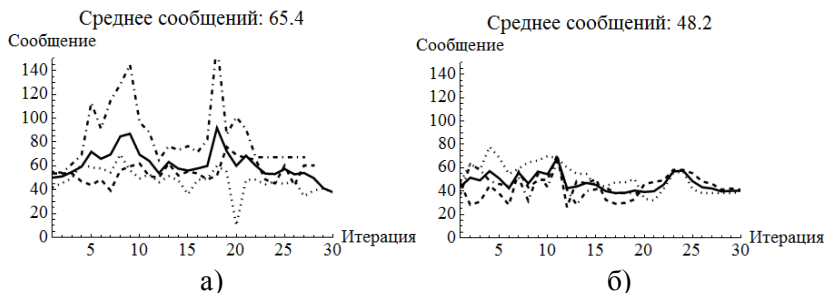 Среднее сообщений: 65.4
Сообщение
140
120
100
80
60
40
20
0
5 10 15 20 25 30
Итерация
а)
Среднее сообщений: 48.2
Сообщение
140
120
100
80
60
40
20
0
5 10 15 20 25 30
Итерация
б)